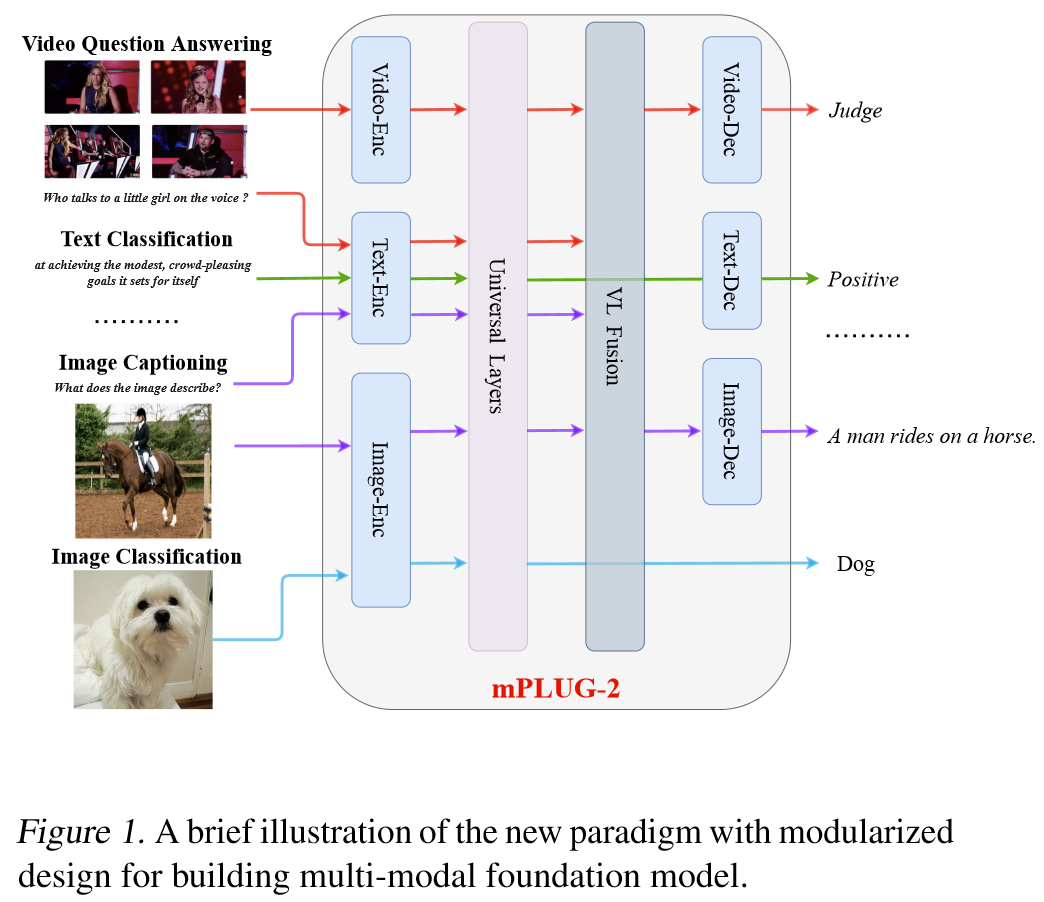 Video Question Answering
Who talks to a little girl on the voice ?
Text Classification
at achieving the modest, crowd-pleasing
goals it sets for itself
..........
Image Captioning
What does the image describe?
Image Classification
Video-Enc
Text-Enc
Image-Enc
Universal Layers
VL Fusion
Video-Dec
Text-Dec
Image-Dec
Judge
Positive
..........
A man rides on a horse.
Dog
mPLUG-2
Figure 1. A brief illustration of the new paradigm with modularized
design for building multi-modal foundation model.